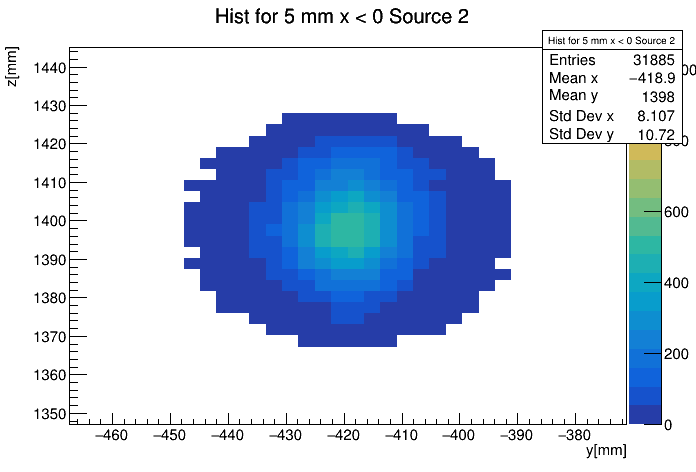 Hist for 5 mm x < 0 Source 2
z[mm]
Hist for 5 mm x < 0 Source 2
Entries 31885
Mean x −418.9
Mean y 1398
Std Dev x 8.107
Std Dev y 10.72
1440
1430
1420
1410
1400
1390
1380
1370
1360
1350
600
400
200
0
−460 −450 −440 −430 −420 −410 −400 −390 −380
y[mm]